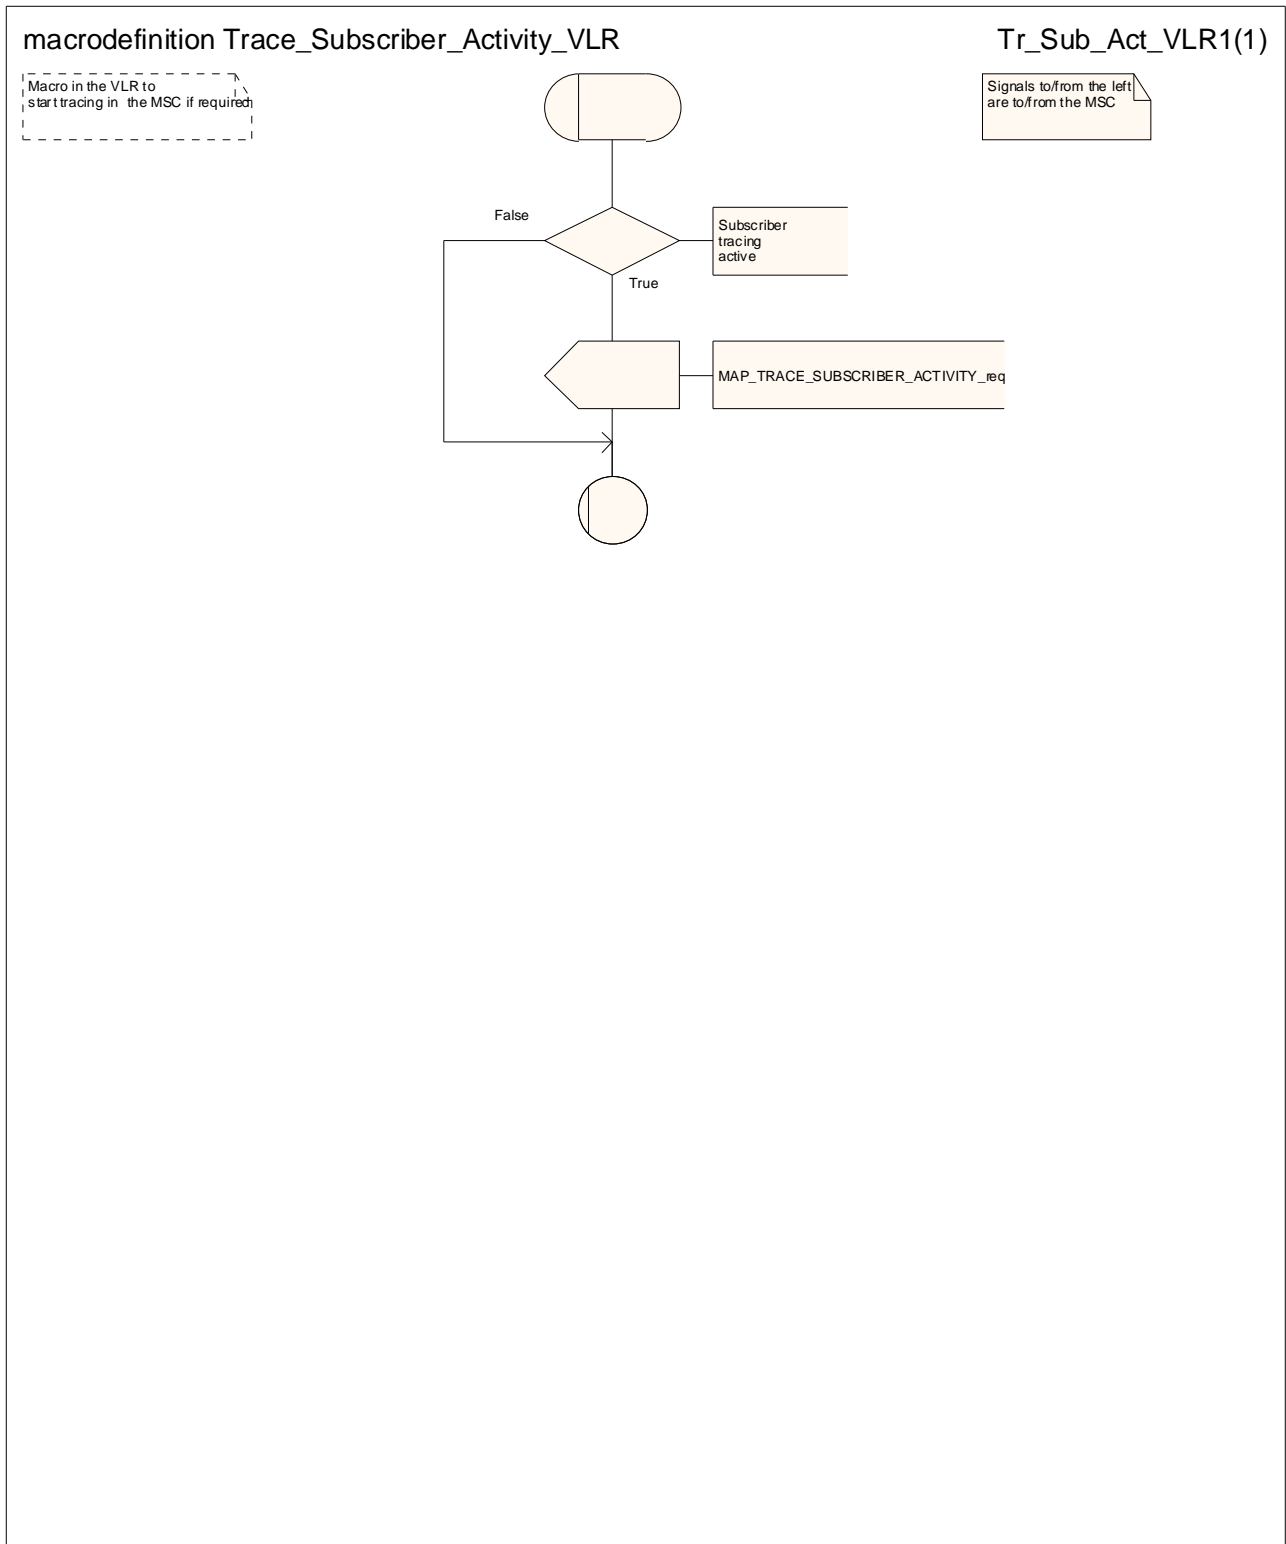 macrodefinition Trace_Subscriber_Activity_VLR
Tr_Sub_Act_VLR1(1)
Macro in the VLR to
start tracing in the MSC if required
Signals to/from the left
are to/from the MSC
False
Subscriber
tracing
active
True
MAP_TRACE_SUBSCRIBER_ACTIVITY_req